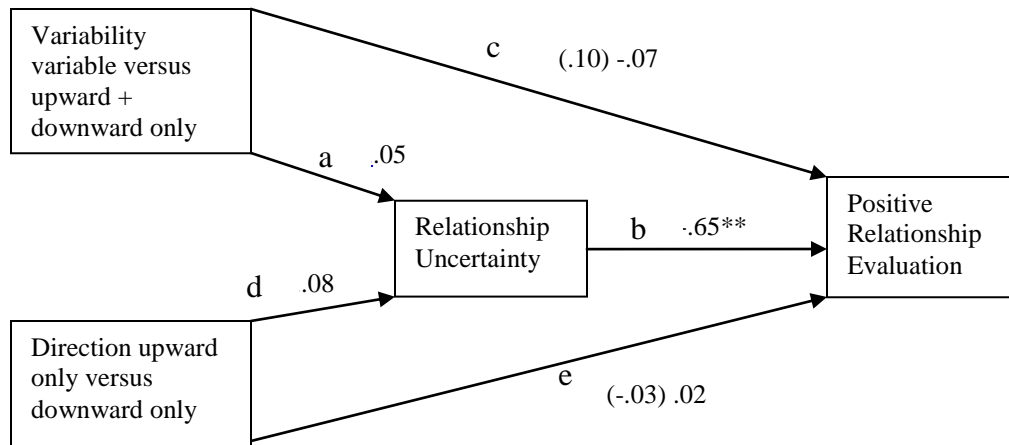 Variability
variable versus
upward +
downward only
c (.10) -.07
a .05
Relationship
Uncertainty
b -.65**
Positive
Relationship
Evaluation
d .08
Direction upward
only versus
downward only
e (-.03) .02